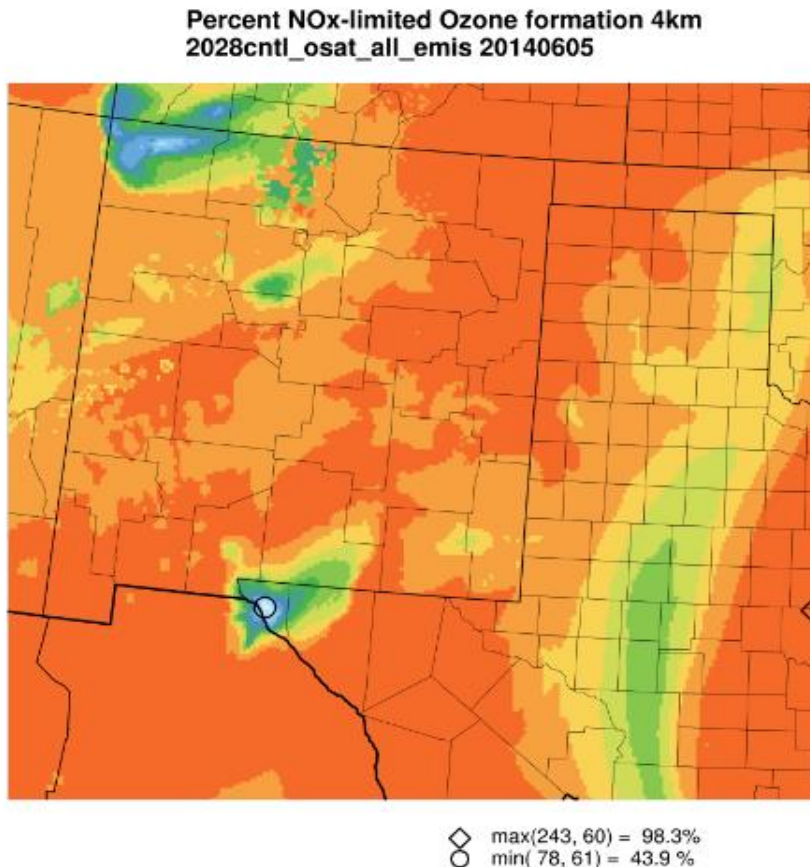 Percent NOx-limited Ozone formation 4km
2028cntl_osat_all_emis 20140605
max(243, 60) = 98.3%
min( 78, 61) = 43.9 %